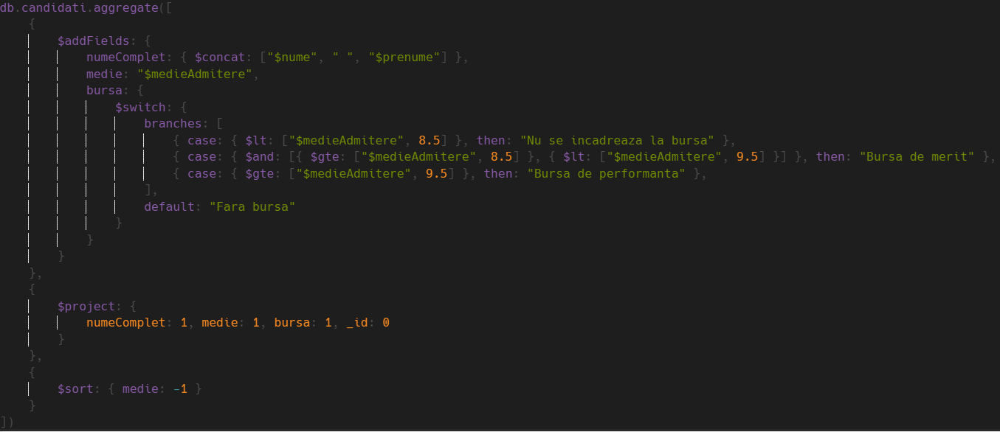 db.candidati.aggregate([
    {
        $addFields: {
            numeComplet: { $concat: ["$nume", " ", "$prenume"] },
            medie: "$medieAdmitere",
            bursa: {
                $switch: {
                    branches: [
                        { case: { $lt: ["$medieAdmitere", 8.5] }, then: "Nu se incadreaza la bursa" },
                        { case: { $and: [{ $gte: ["$medieAdmitere", 8.5] }, { $lt: ["$medieAdmitere", 9.5] }] }, then: "Bursa de merit" },
                        { case: { $gte: ["$medieAdmitere", 9.5] }, then: "Bursa de performanta" },
                    ],
                    default: "Fara bursa"
                }
            }
        }
    },
    {
        $project: {
            numeComplet: 1, medie: 1, bursa: 1, _id: 0
        }
    },
    {
        $sort: { medie: -1 }
    }
])